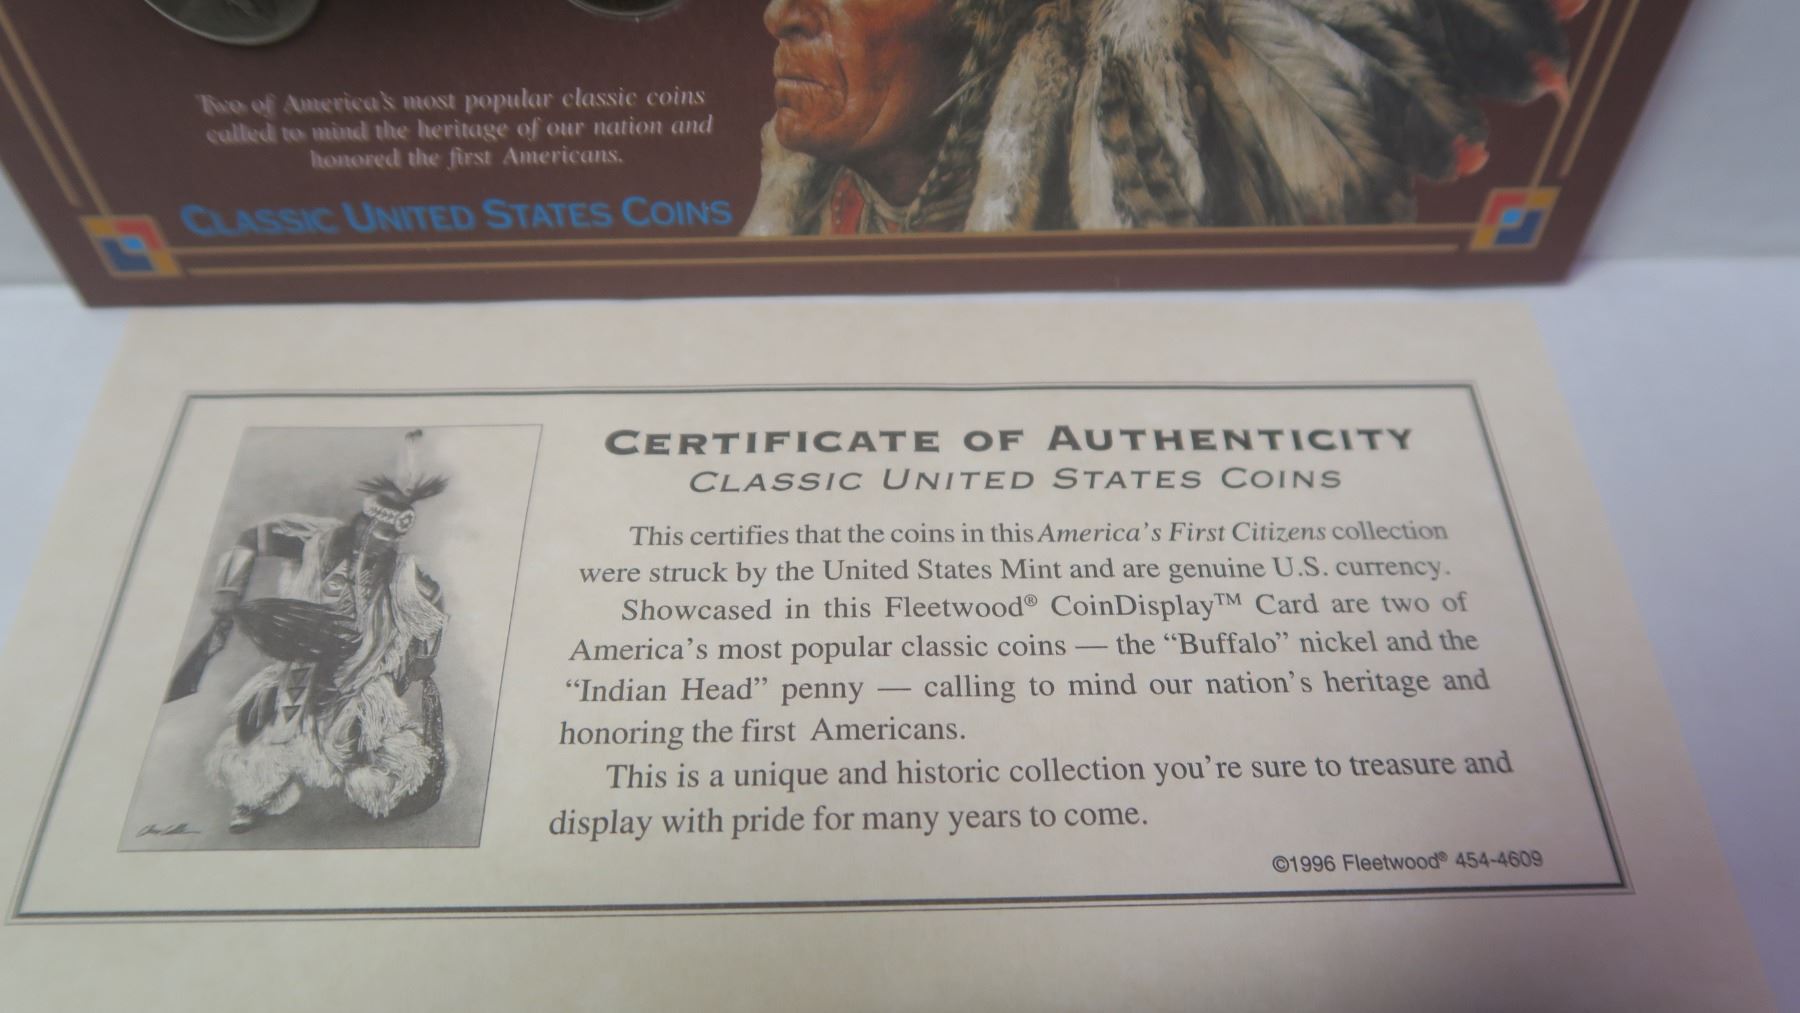 Two of America's most popular classic coins
called to mind the heritage of our nation and
honored the first Americans.
CLASSIC UNITED STATES COINS
CERTIFICATE OF AUTHENTICITY
CLASSIC UNITED STATES COINS
This certifies that the coins in this America's First Citizens collection
were struck by the United States Mint and are genuine U.S. currency.
Showcased in this Fleetwood® CoinDisplay™ Card are two of
America's most popular classic coins — the “Buffalo” nickel and the
“Indian Head” penny — calling to mind our nation's heritage and
honoring the first Americans.
This is a unique and historic collection you're sure to treasure and
display with pride for many years to come.
©1996 Fleetwood® 454-4609